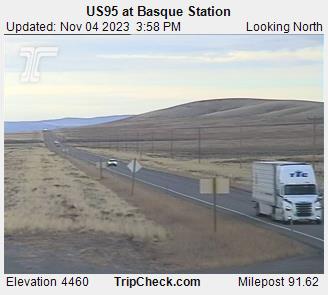 US95 at Basque Station
Updated: Nov 04 2023 3:58 PM
Looking North
Elevation 4460
TripCheck.com
Milepost 91.62